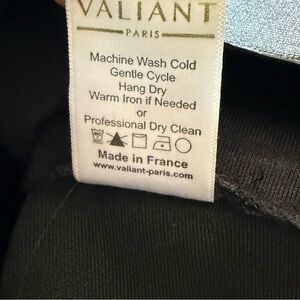 VALIANT
PARIS
Machine Wash Cold
Gentle Cycle
Hang Dry
Warm Iron if Needed
or
Professional Dry Clean
Made in France
www.valiant-paris.com